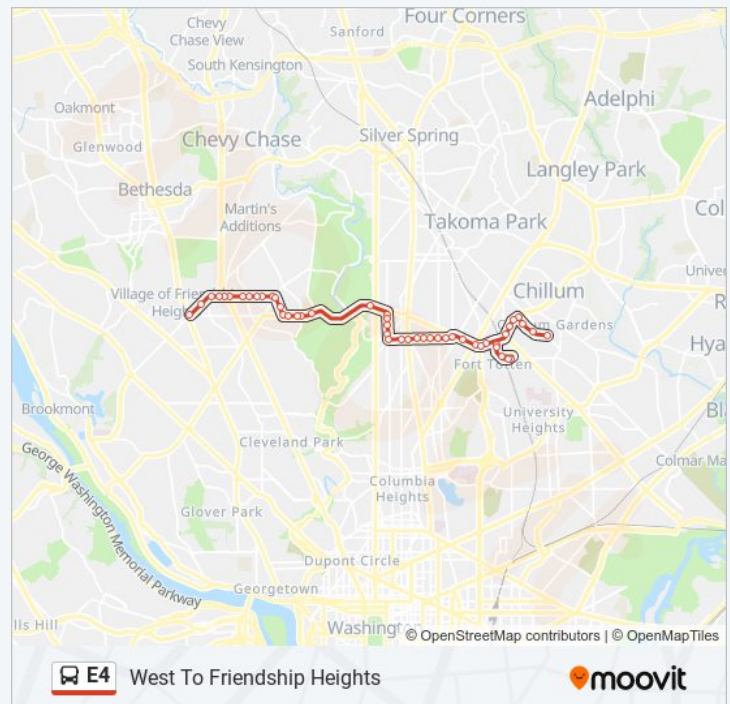 Four Corners
Chevy
Chase View
Sanford
South Kensington
Adelphi
Oakmont
Glenwood
Chevy Chase
Silver Spring
Langley Park
Bethesda
Martin's
Additions
Takoma Park
Col
Univer
Village of Friend
Heigh
Chillum
R
Gardens
Hya
Fort Totten
Brookmont
University
Heights
Bl
Cleveland Park
Colmar Ma
George Washington Memorial Parkway
Columbia
Heights
Glover Park
Dupont Circle
Georgetown
lls Hill
Washingt
© OpenStreetMap contributors | © OpenMapTiles
E4 West To Friendship Heights
moovit